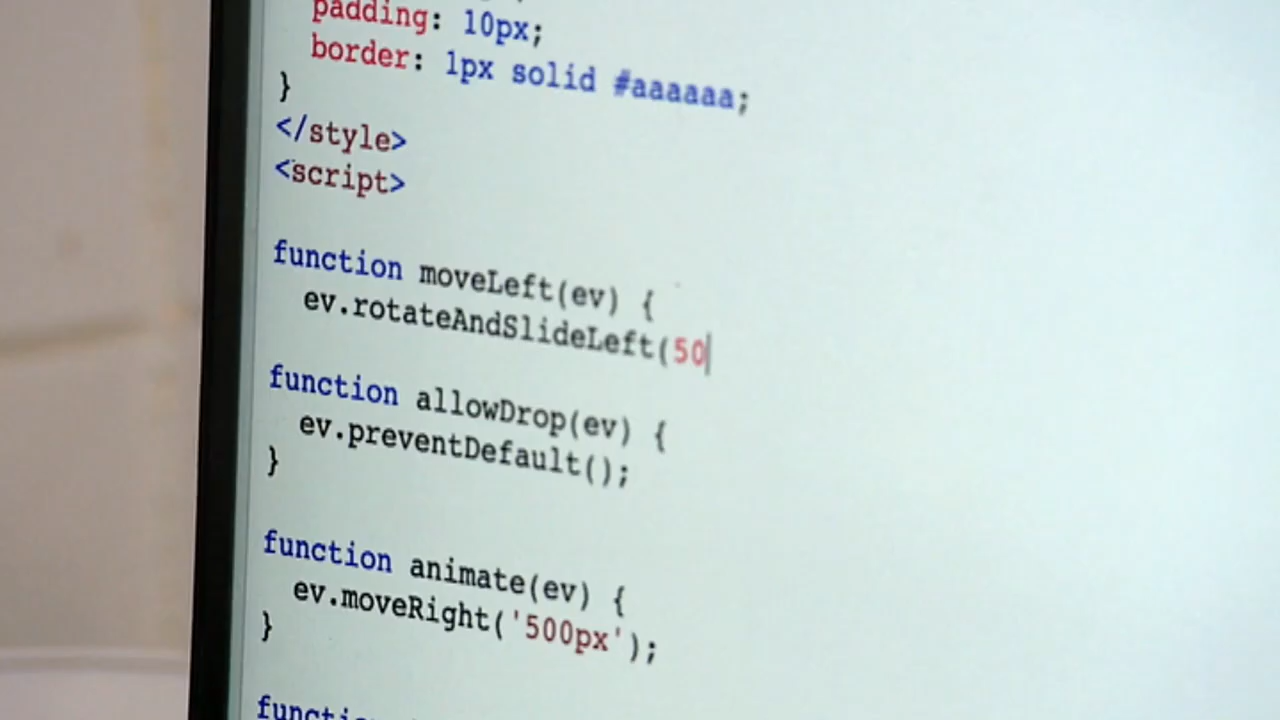 padding: 10px;
border: 1px solid #aaaaaa;
}
</style>
<script>
function moveLeft(ev) {
ev.rotateAndSlideLeft(50
function allowDrop(ev) {
ev.preventDefault();
}
function animate(ev) {
ev.moveRight('500px');
}